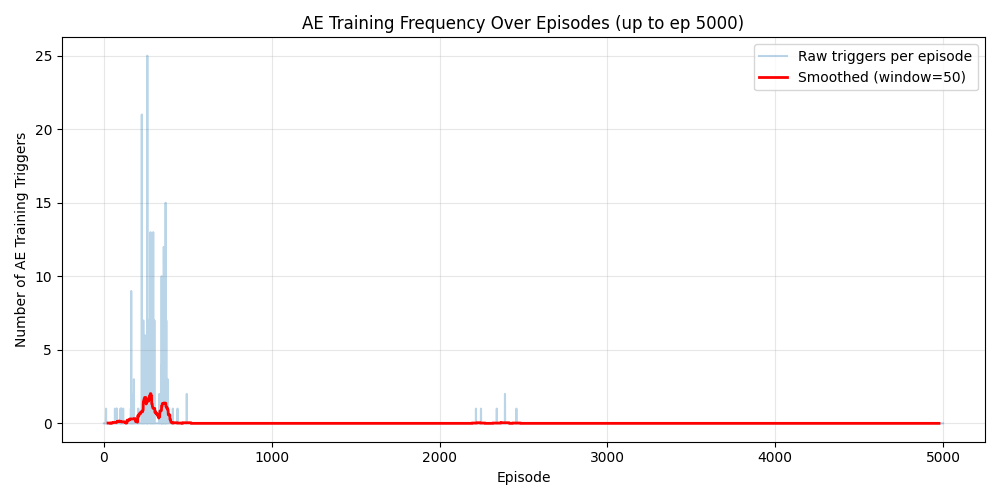 AE Training Frequency Over Episodes (up to ep 5000)
Raw triggers per episode
Smoothed (window=50)
Number of AE Training Triggers
25
20
15
10
5
0
0 1000 2000 3000 4000 5000
Episode